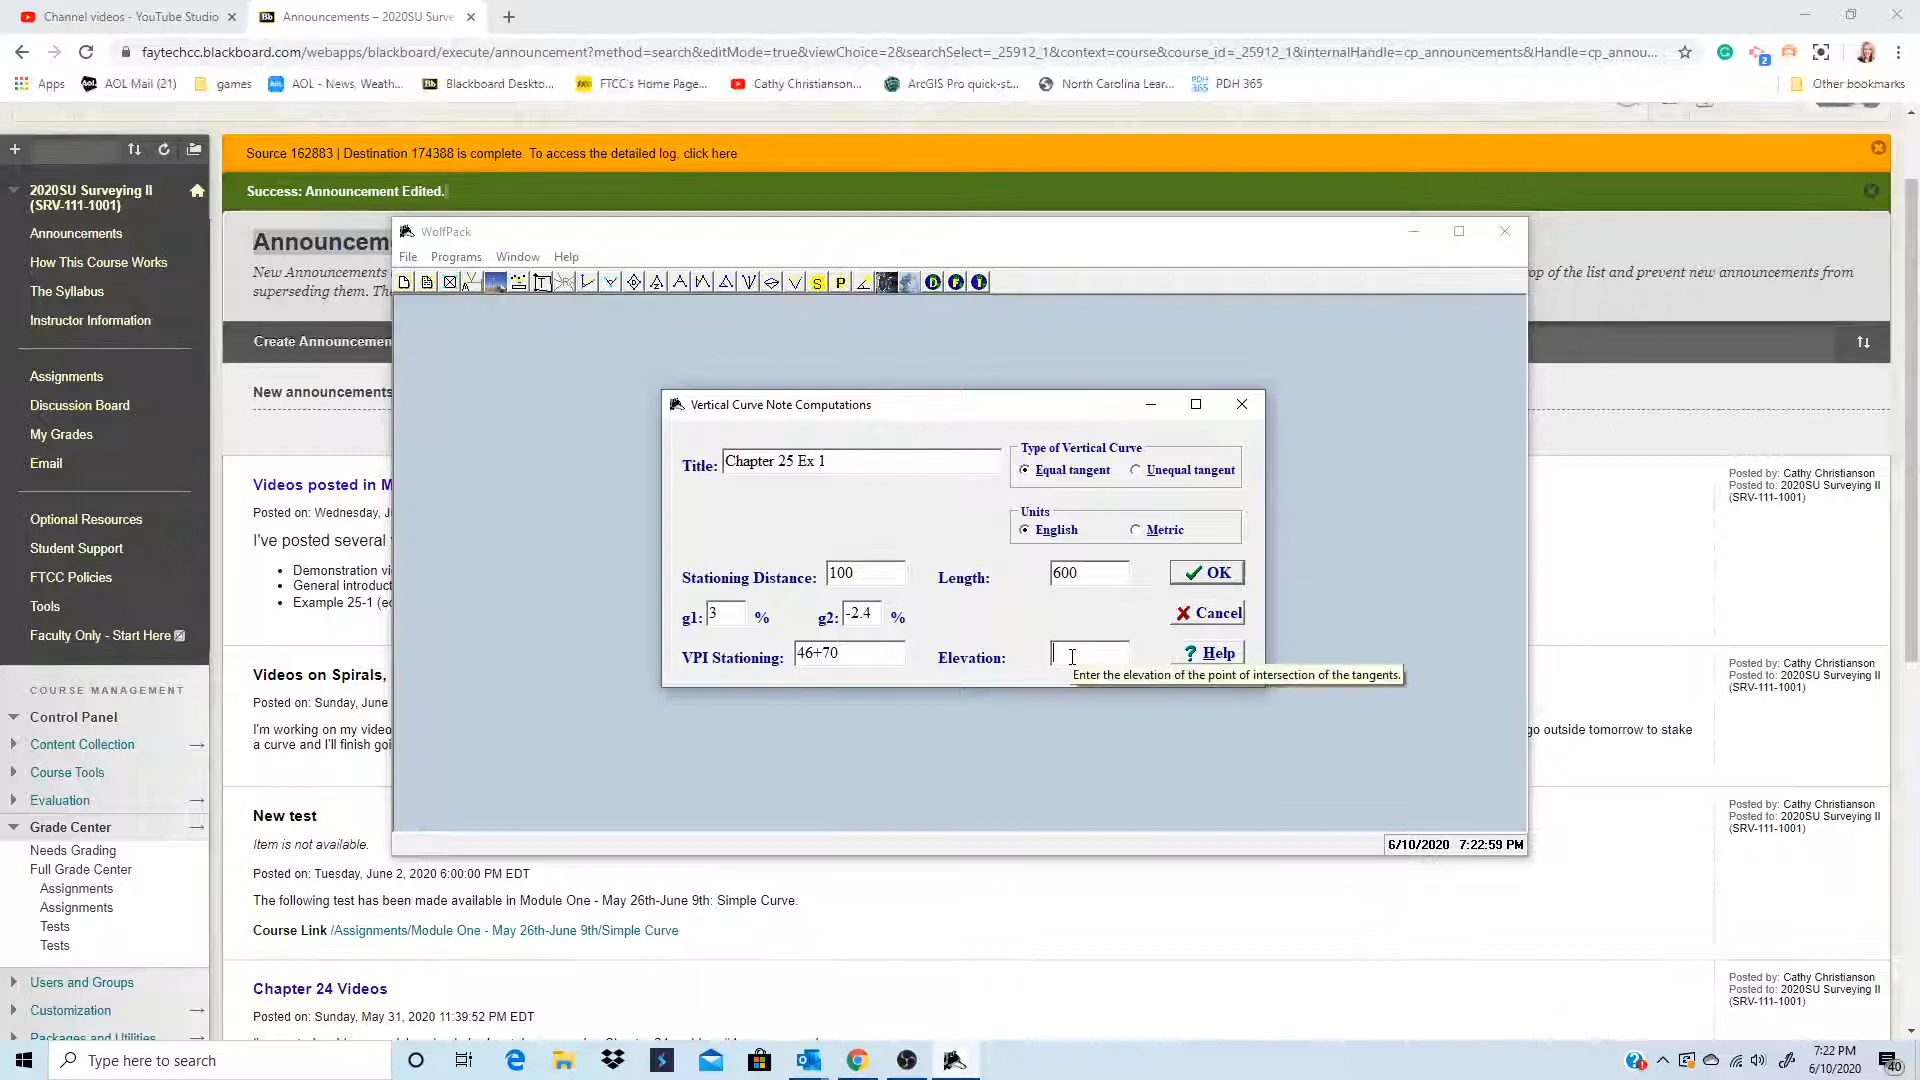 Channel videos - YouTube Studio
Announcements – 2020SU Surve
faytechcc.blackboard.com/webapps/blackboard/execute/announcement?method=search&editMode=true&viewChoice=2&searchSelect=_25912_1&context=course&course_id=_25912_1&internalHandle=cp_announcements&Handle=cp_annou...
Apps
AOL Mail (21)
games
AOL - News, Weath...
Blackboard Deskto...
FTCC's Home Page...
Cathy Christianson...
ArcGIS Pro quick-st...
North Carolina Lear...
PDH 365
Other bookmarks
Source 162883 | Destination 174388 is complete. To access the detailed log, click here.
Success: Announcement Edited.
2020SU Surveying II
(SRV-111-1001)
Announcements
How This Course Works
The Syllabus
Instructor Information
Assignments
Discussion Board
My Grades
Email
Optional Resources
Student Support
FTCC Policies
Tools
Faculty Only - Start Here
COURSE MANAGEMENT
Control Panel
Content Collection
Course Tools
Evaluation
Grade Center
Needs Grading
Full Grade Center
Assignments
Assignments
Tests
Tests
Users and Groups
Customization
Packages and Utilities
Announcem
New Announcements
superseding them. The
op of the list and prevent new announcements from
Create Announcemen
New announcements
WolfPack
File Programs Window Help
Vertical Curve Note Computations
Title: Chapter 25 Ex 1
Type of Vertical Curve
Equal tangent Unequal tangent
Units
English Metric
Stationing Distance: 100 Length: 600 OK
g1: 3 % g2: -2.4 % Cancel
VPI Stationing: 46+70 Elevation: Help
Enter the elevation of the point of intersection of the tangents.
6/10/2020 7:22:59 PM
Videos posted in M
Posted on: Wednesday, J
I've posted several
Demonstration vi
General introduct
Example 25-1 (ec
Posted by: Cathy Christianson
Posted to: 2020SU Surveying II
(SRV-111-1001)
Videos on Spirals,
Posted on: Sunday, June
I'm working on my video
go outside tomorrow to stake
a curve and I'll finish goi
Posted by: Cathy Christianson
Posted to: 2020SU Surveying II
(SRV-111-1001)
New test
Item is not available.
Posted on: Tuesday, June 2, 2020 6:00:00 PM EDT
The following test has been made available in Module One - May 26th-June 9th: Simple Curve.
Course Link /Assignments/Module One - May 26th-June 9th/Simple Curve
Posted by: Cathy Christianson
Posted to: 2020SU Surveying II
(SRV-111-1001)
Chapter 24 Videos
Posted on: Sunday, May 31, 2020 11:39:52 PM EDT
Posted by: Cathy Christianson
Posted to: 2020SU Surveying II
(SRV-111-1001)
Type here to search
7:22 PM
6/10/2020
40